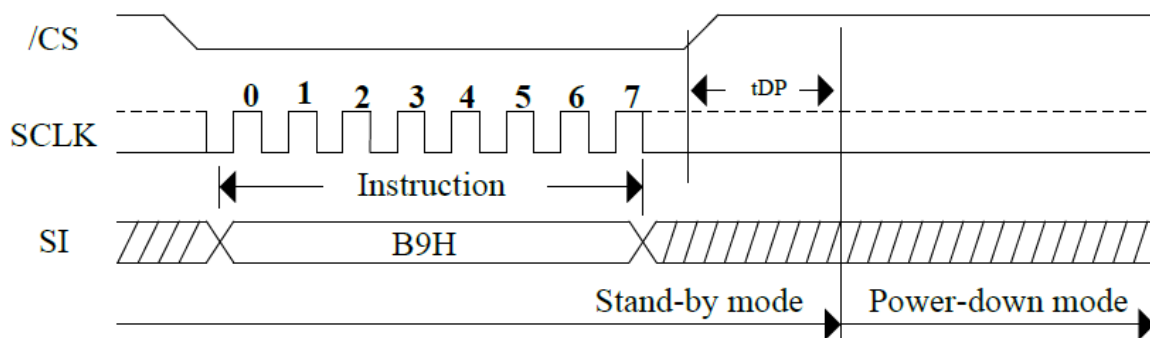 /CS
tDP
0 1 2 3 4 5 6 7
SCLK
Instruction
SI
B9H
Stand-by mode Power-down mode